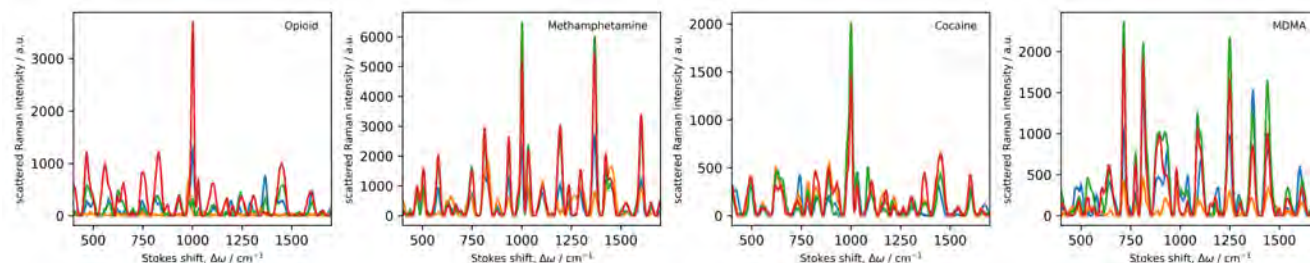 Opioid
scattered Raman intensity / a.u.
3000
2000
1000
0
500 750 1000 1250 1500
Stokes shift, Δω / cm⁻¹
Methamphetamine
scattered Raman intensity / a.u.
6000
5000
4000
3000
2000
1000
0
500 750 1000 1250 1500
Stokes shift, Δω / cm⁻¹
Cocaine
scattered Raman intensity / a.u.
2000
1500
1000
500
0
500 750 1000 1250 1500
Stokes shift, Δω / cm⁻¹
MDMA
scattered Raman intensity / a.u.
2000
1500
1000
500
0
500 750 1000 1250 1500
Stokes shift, Δω / cm⁻¹